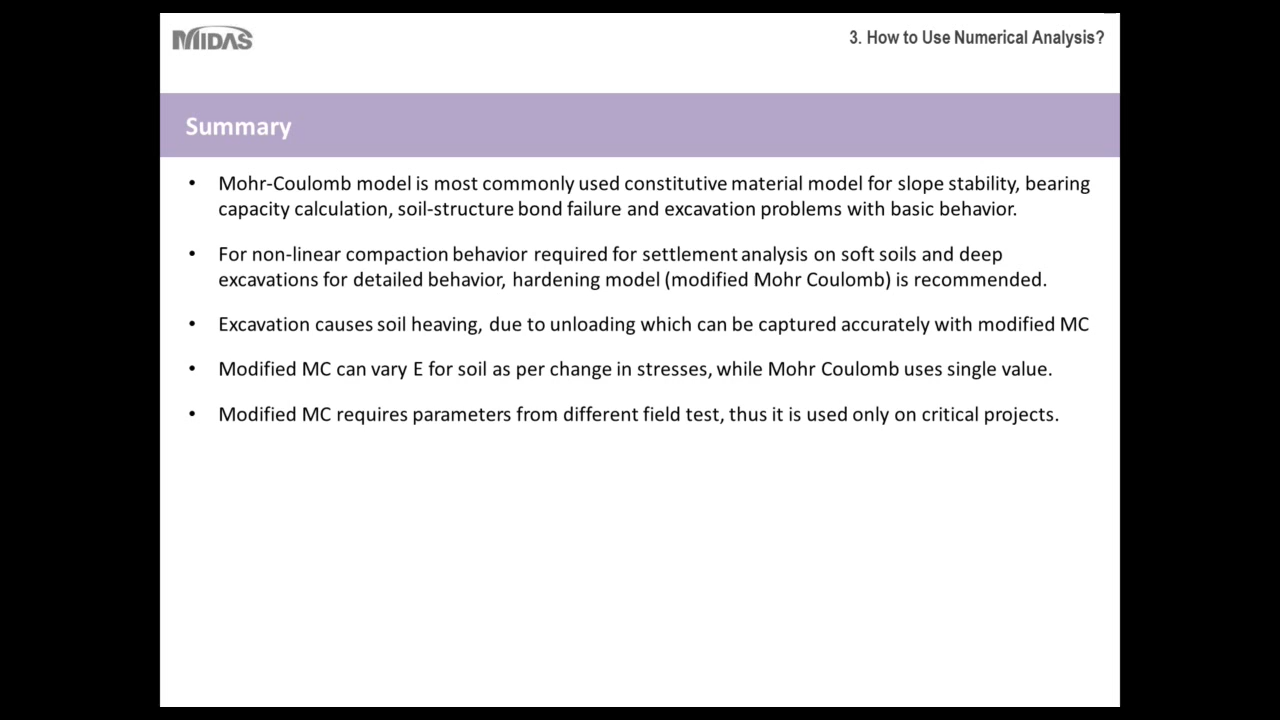 MIDAS
3. How to Use Numerical Analysis?
Summary
• Mohr-Coulomb model is most commonly used constitutive material model for slope stability, bearing
capacity calculation, soil-structure bond failure and excavation problems with basic behavior.
• For non-linear compaction behavior required for settlement analysis on soft soils and deep
excavations for detailed behavior, hardening model (modified Mohr Coulomb) is recommended.
• Excavation causes soil heaving, due to unloading which can be captured accurately with modified MC
• Modified MC can vary E for soil as per change in stresses, while Mohr Coulomb uses single value.
• Modified MC requires parameters from different field test, thus it is used only on critical projects.